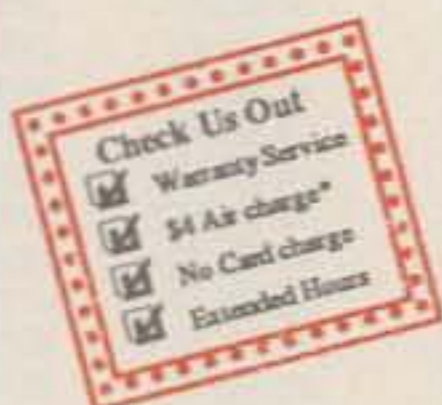 Check Us Out
Warranty Service
$4 Air charge*
No Card charge
Extended Hours